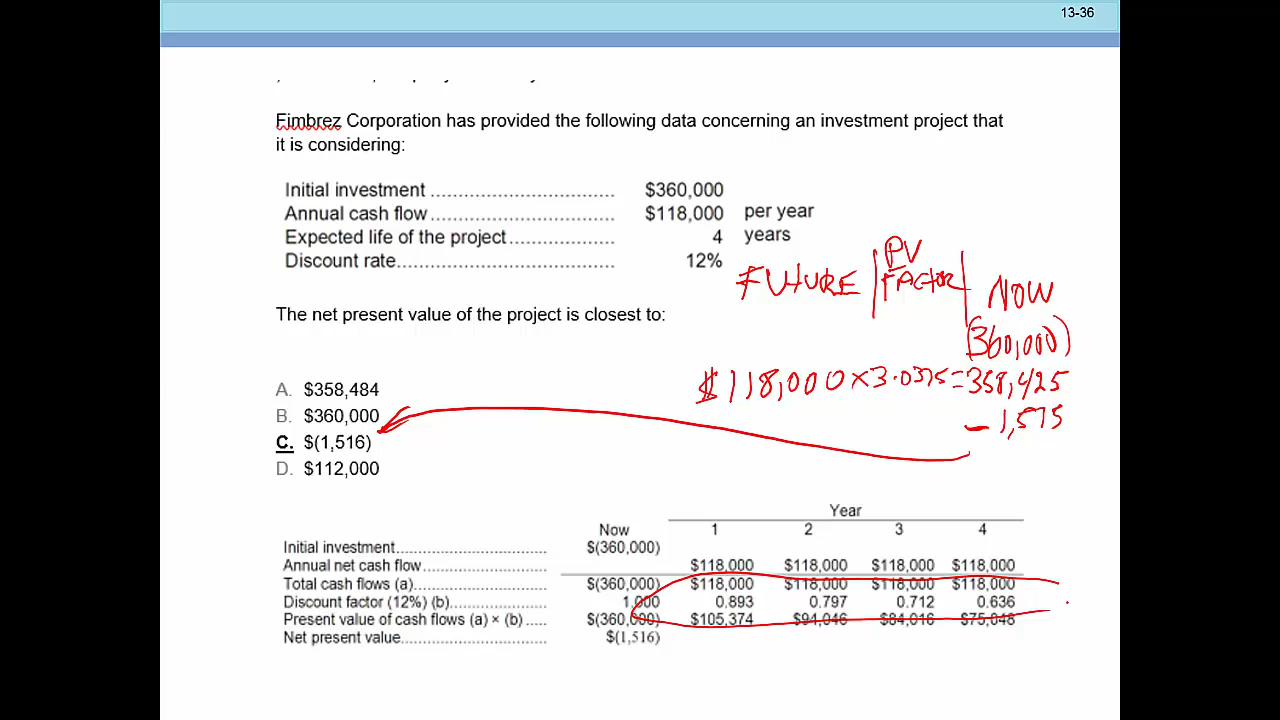 13-36
Fimbrez Corporation has provided the following data concerning an investment project that
it is considering:
Initial investment ................................ $360,000
Annual cash flow ................................ $118,000 per year
Expected life of the project .................. 4 years
Discount rate...................................... 12%
FUTURE | PV FACTOR | NOW
The net present value of the project is closest to:
(360,000)
$118,000 × 3.0375 = 358,425
- 1,575
A. $358,484
B. $360,000
C. $(1,516)
D. $112,000
Year
Now 1 2 3 4
Initial investment.................................. $(360,000)
Annual net cash flow ........................... $118,000 $118,000 $118,000 $118,000
Total cash flows (a).............................. $(360,000) $118,000 $118,000 $118,000 $118,000
Discount factor (12%) (b)..................... 1.000 0.893 0.797 0.712 0.636
Present value of cash flows (a) × (b) ..... $(360,000) $105,374 $94,046 $84,016 $75,048
Net present value................................. $(1,516)